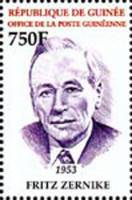 RÉPUBLIQUE DE GUINÉE
OFFICE DE LA POSTE GUINÉENNE
750F
1953
FRITZ ZERNIKE